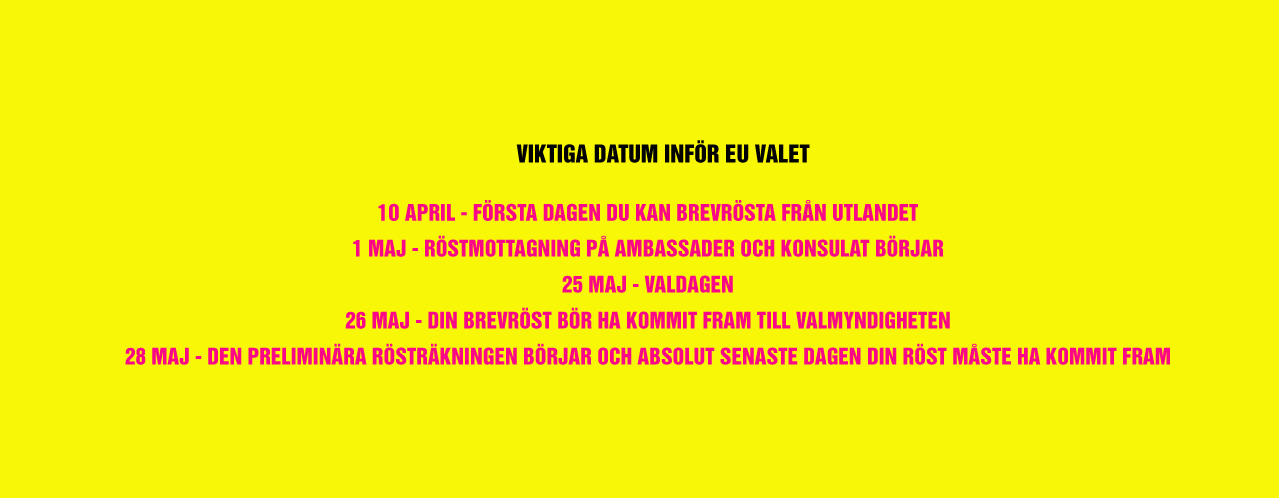 VIKTIGA DATUM INFÖR EU VALET
10 APRIL - FÖRSTA DAGEN DU KAN BREVRÖSTA FRÅN UTLANDET
1 MAJ - RÖSTMOTTAGNING PÅ AMBASSADER OCH KONSULAT BÖRJAR
25 MAJ - VALDAGEN
26 MAJ - DIN BREVRÖST BÖR HA KOMMIT FRAM TILL VALMYNDIGHETEN
28 MAJ - DEN PRELIMINÄRA RÖSTRÄKNINGEN BÖRJAR OCH ABSOLUT SENASTE DAGEN DIN RÖST MÅSTE HA KOMMIT FRAM